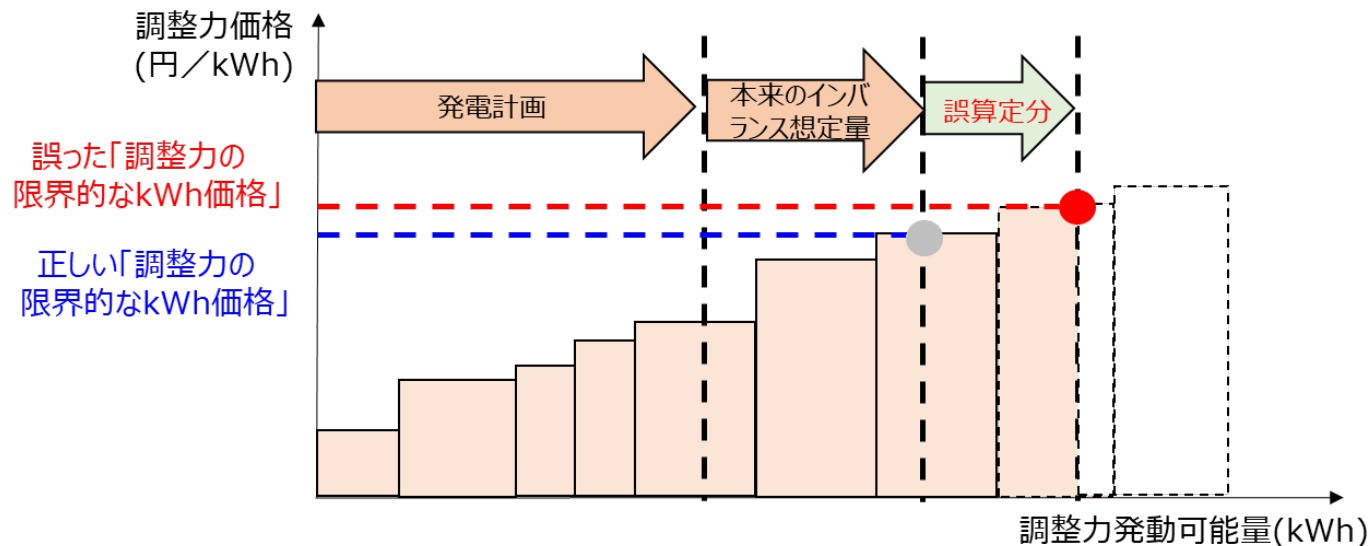 調整力価格
(円／kWh)
発電計画
本来のインバ
ランス想定量
誤算定分
誤った「調整力の
限界的なkWh価格」
正しい「調整力の
限界的なkWh価格」
調整力発動可能量(kWh)